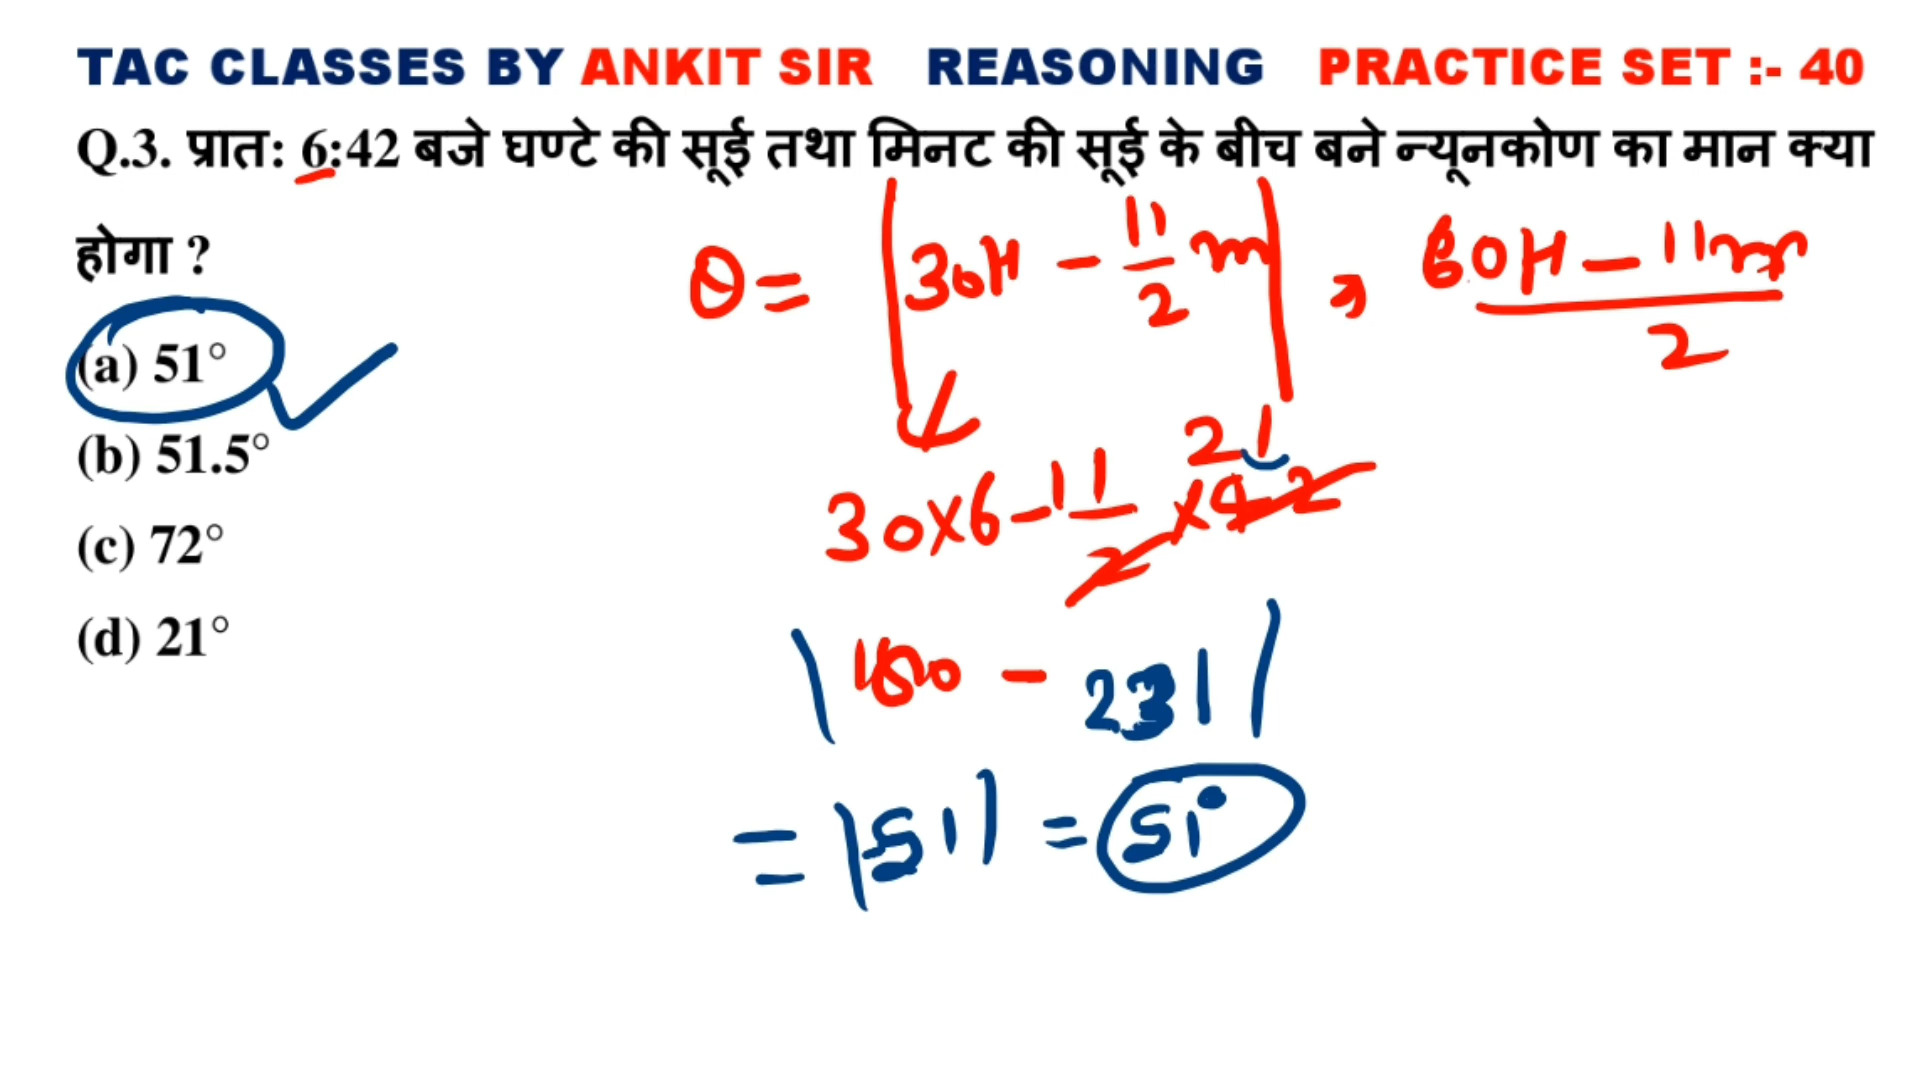 TAC CLASSES BY ANKIT SIR REASONING PRACTICE SET :- 40
Q.3. प्रात: 6:42 बजे घण्टे की सूई तथा मिनट की सूई के बीच बने न्यूनकोण का मान क्या
होगा ?
θ = |30H - 11/2 m| , 60H - 11m / 2
(a) 51°
(b) 51.5°
(c) 72°
(d) 21°
21
30×6 - 11/2 × 42
|180 - 231|
= |51| = 51°